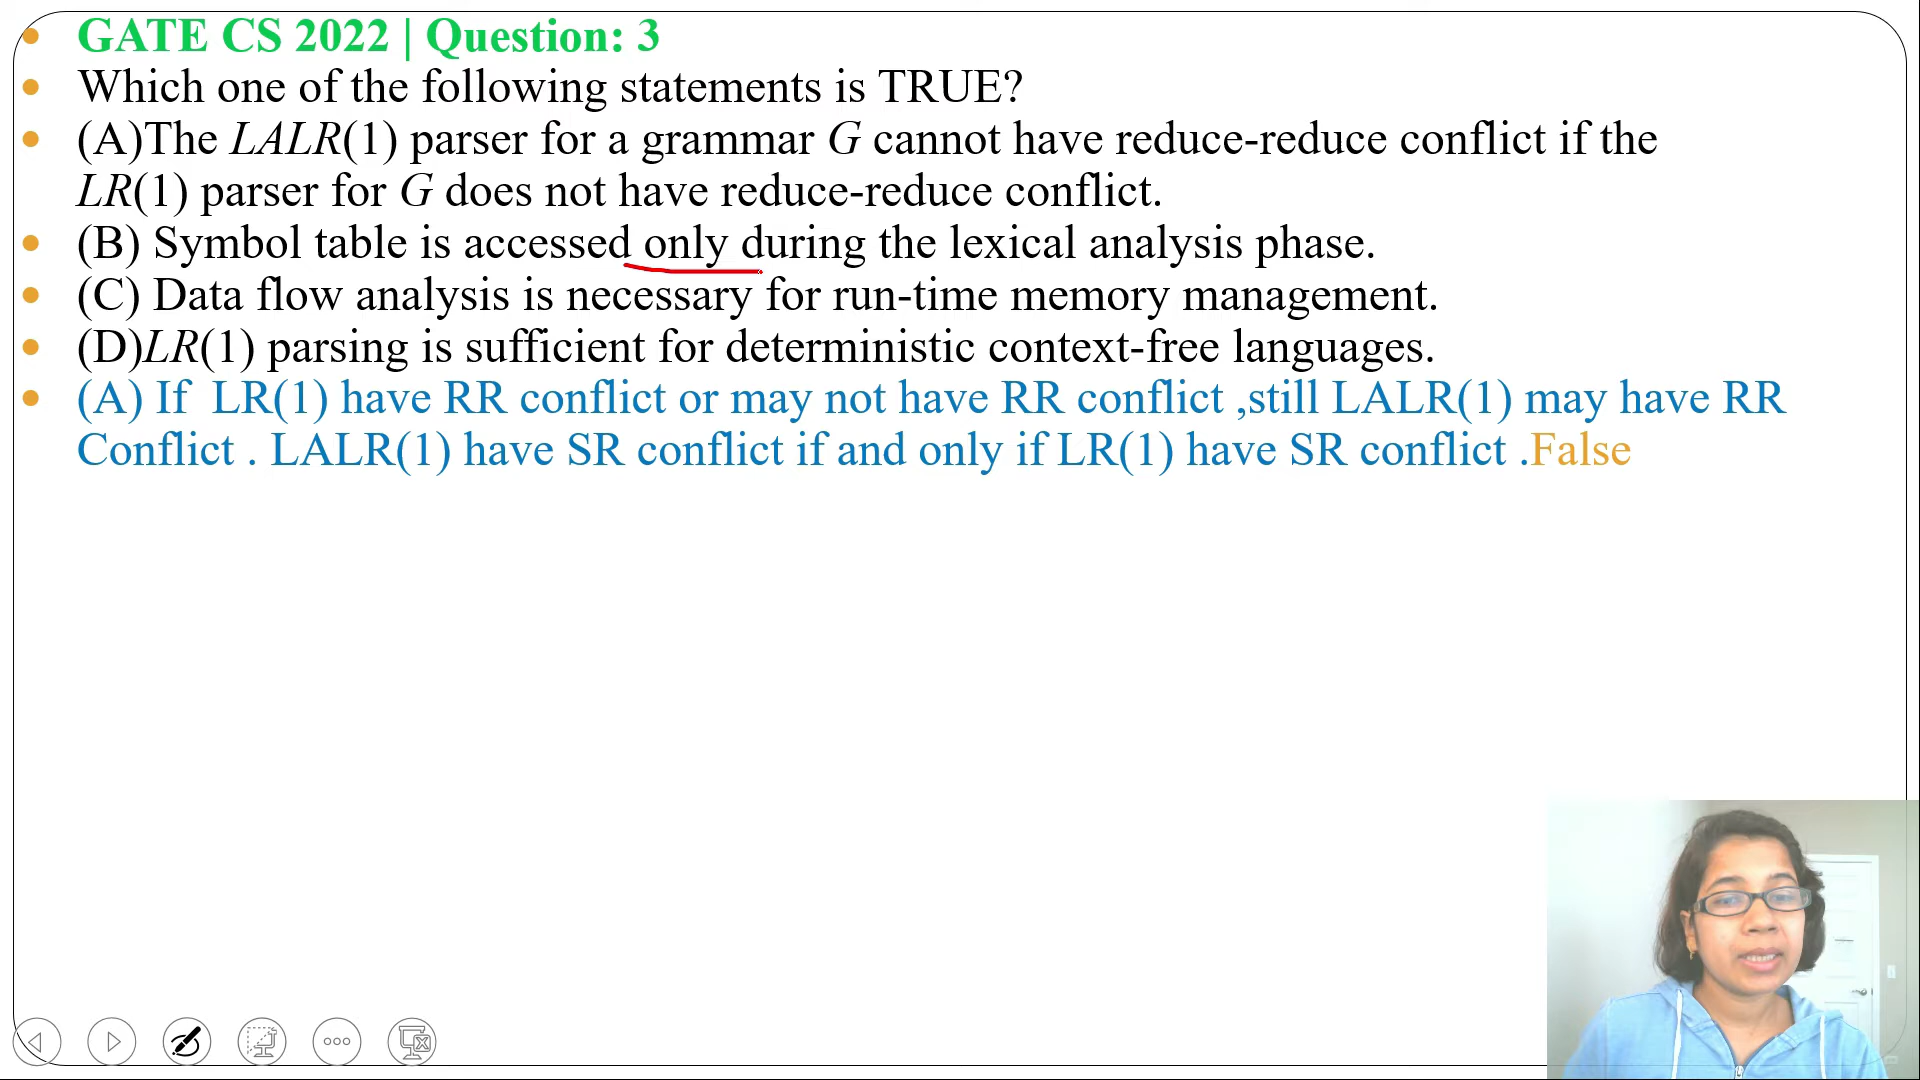 GATE CS 2022 | Question: 3
Which one of the following statements is TRUE?
(A)The LALR(1) parser for a grammar G cannot have reduce-reduce conflict if the
LR(1) parser for G does not have reduce-reduce conflict.
(B) Symbol table is accessed only during the lexical analysis phase.
(C) Data flow analysis is necessary for run-time memory management.
(D)LR(1) parsing is sufficient for deterministic context-free languages.
(A) If  LR(1) have RR conflict or may not have RR conflict ,still LALR(1) may have RR
Conflict . LALR(1) have SR conflict if and only if LR(1) have SR conflict .False